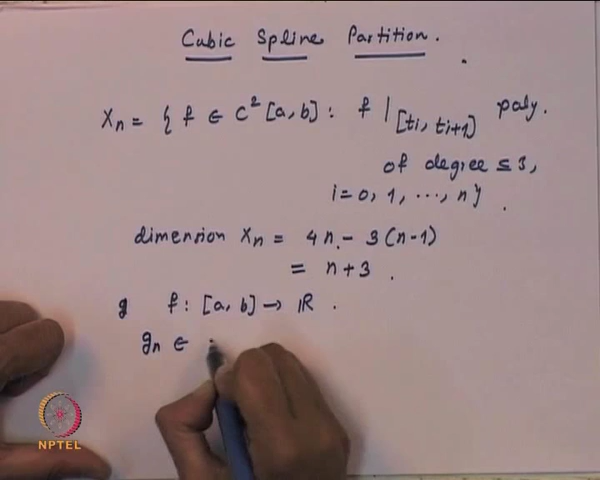 Cubic Spline Partition.
Xn = { f ∈ C² [a, b] : f |[ti, ti+1] poly.
of degree ≤ 3,
i = 0, 1, ..., n }.
dimension Xn = 4n - 3(n-1)
= n+3.
g f : [a, b] → IR.
gn ∈
NPTEL